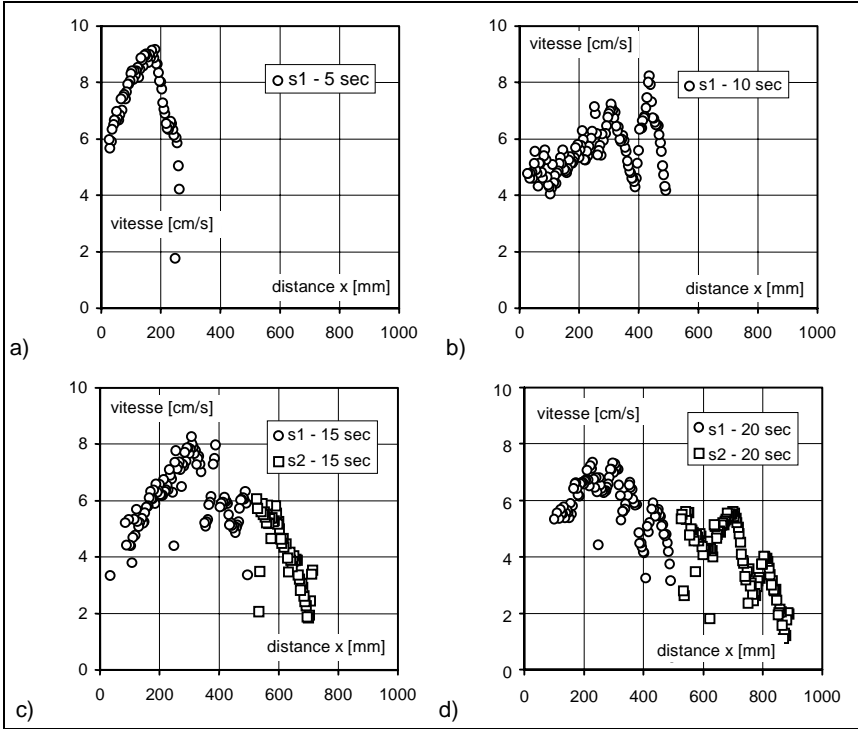 10
8
6
4
2
0
0 200 400 600 800 1000
s1 - 5 sec
vitesse [cm/s]
distance x [mm]
a)
10
8
6
4
2
0
0 200 400 600 800 1000
vitesse [cm/s]
s1 - 10 sec
distance x [mm]
b)
10
8
6
4
2
0
0 200 400 600 800 1000
vitesse [cm/s]
s1 - 15 sec
s2 - 15 sec
distance x [mm]
c)
10
8
6
4
2
0
0 200 400 600 800 1000
vitesse [cm/s]
s1 - 20 sec
s2 - 20 sec
distance x [mm]
d)